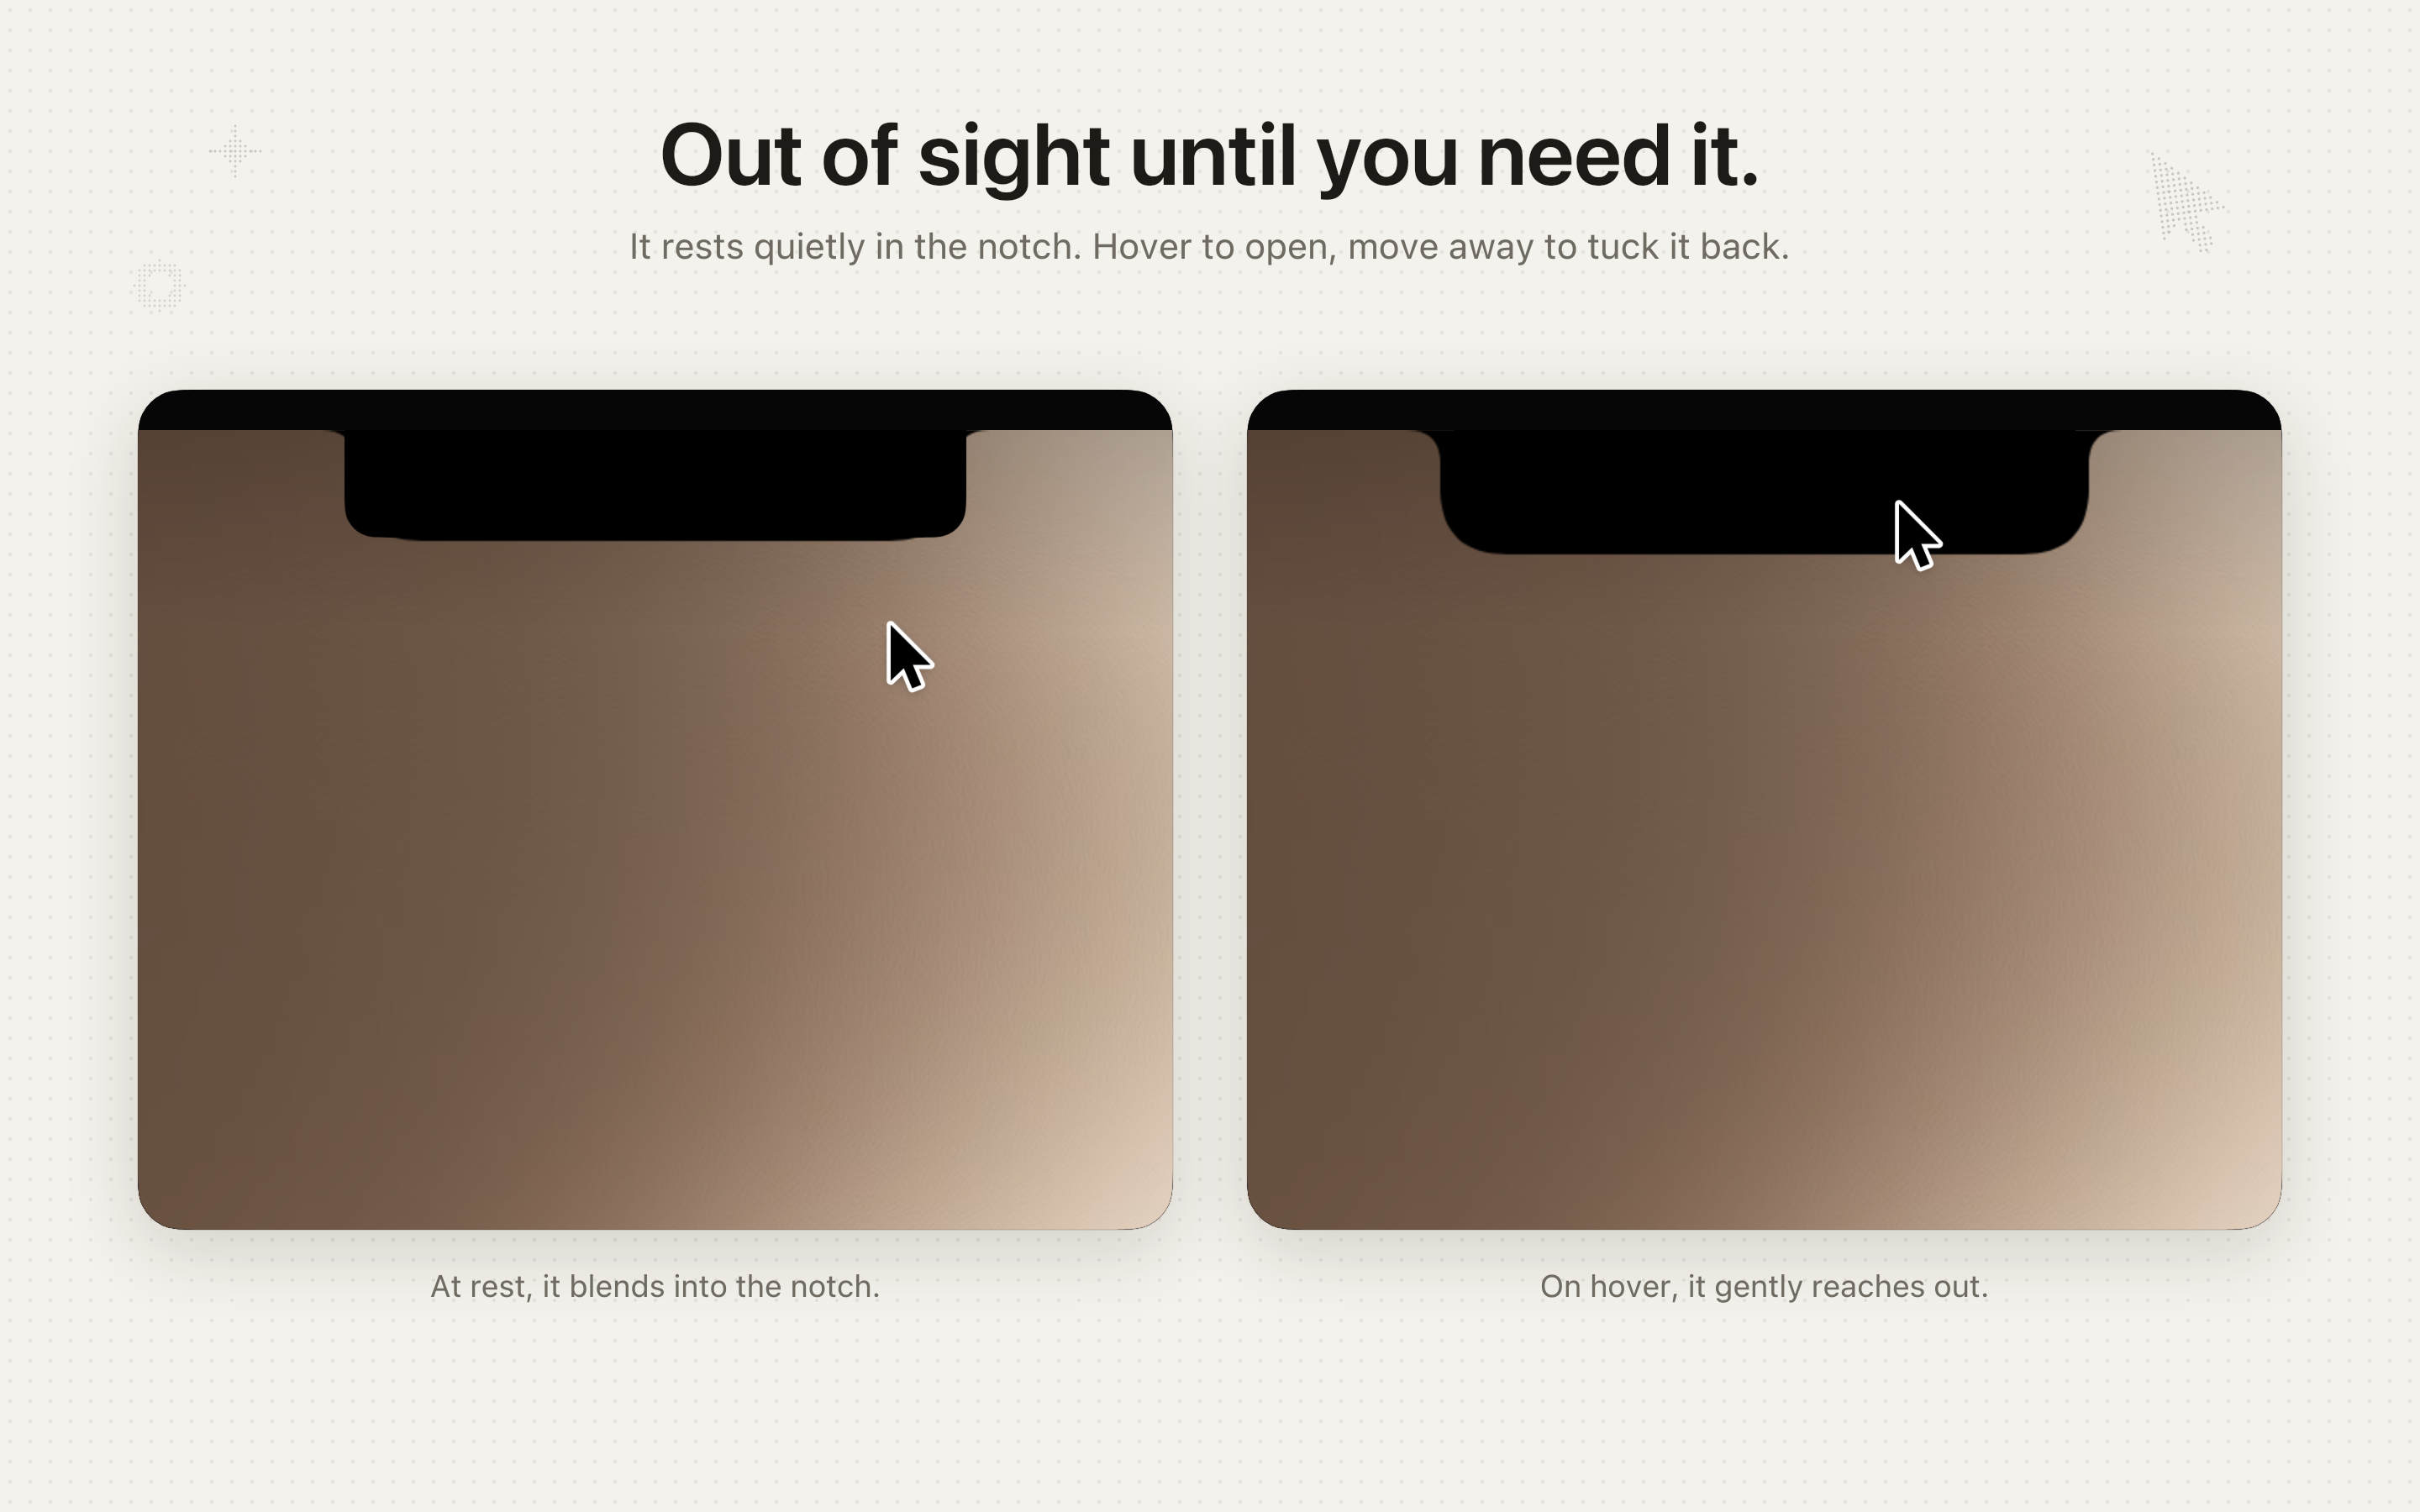 Out of sight until you need it.
It rests quietly in the notch. Hover to open, move away to tuck it back.
At rest, it blends into the notch.
On hover, it gently reaches out.